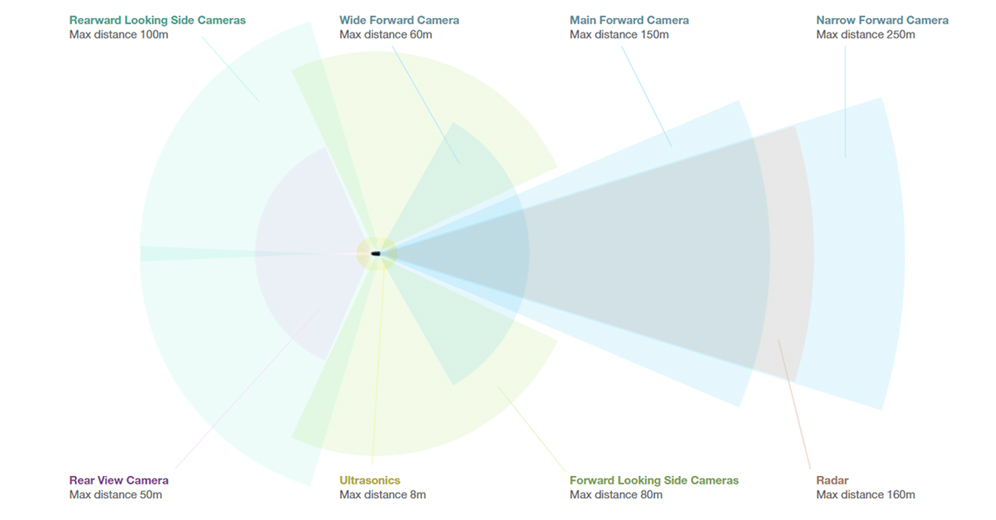 Rearward Looking Side Cameras
Max distance 100m
Wide Forward Camera
Max distance 60m
Main Forward Camera
Max distance 150m
Narrow Forward Camera
Max distance 250m
Rear View Camera
Max distance 50m
Ultrasonics
Max distance 8m
Forward Looking Side Cameras
Max distance 80m
Radar
Max distance 160m